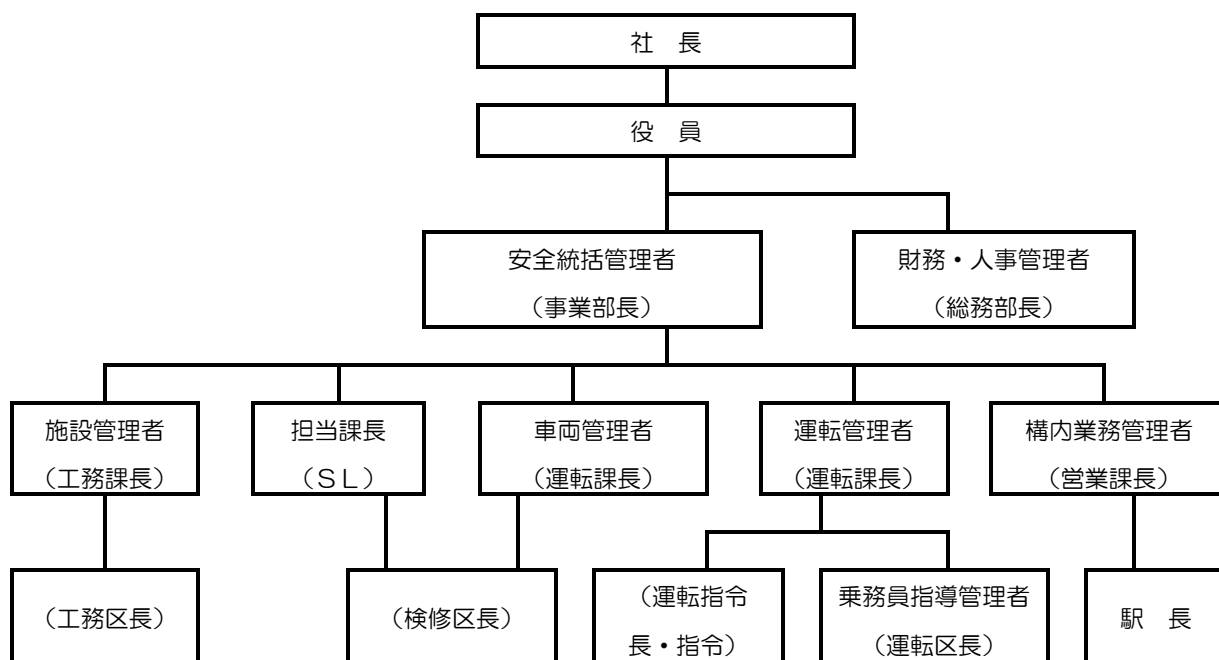 社　長
役　員
安全統括管理者
（事業部長）
財務・人事管理者
（総務部長）
施設管理者
（工務課長）
担当課長
（ＳＬ）
車両管理者
（運転課長）
運転管理者
（運転課長）
構内業務管理者
（営業課長）
（工務区長）
（検修区長）
（運転指令
長・指令）
乗務員指導管理者
（運転区長）
駅　長